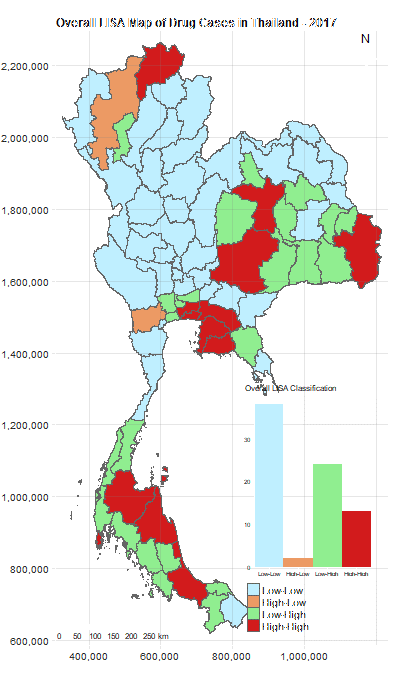 Overall LISA Map of Drug Cases in Thailand - 2017
N
2,200,000
2,000,000
1,800,000
1,600,000
1,400,000
1,200,000
1,000,000
800,000
600,000
Overall LISA Classification
30
20
10
0
Low-Low High-Low Low-High High-High
Low-Low
High-Low
Low-High
High-High
0 50 100 150 200 250 km
400,000 600,000 800,000 1,000,000